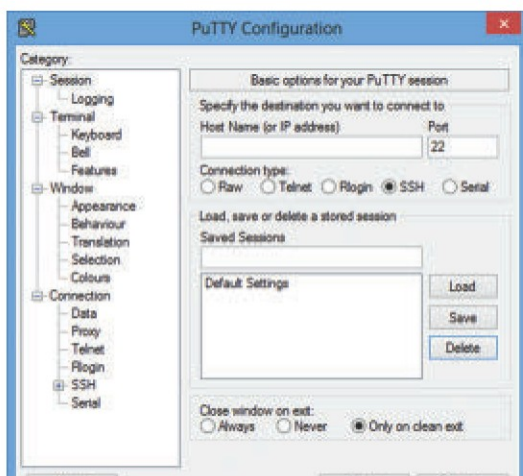 PuTTY Configuration
Category:
Session
Logging
Terminal
Keyboard
Bell
Features
Window
Appearance
Behaviour
Translation
Selection
Colours
Connection
Data
Proxy
Telnet
Rlogin
SSH
Serial
Basic options for your PuTTY session
Specify the destination you want to connect to
Host Name (or IP address) Port
22
Connection type:
Raw Telnet Rlogin SSH Serial
Load, save or delete a stored session
Saved Sessions
Default Settings
Load
Save
Delete
Close window on exit:
Always Never Only on clean exit